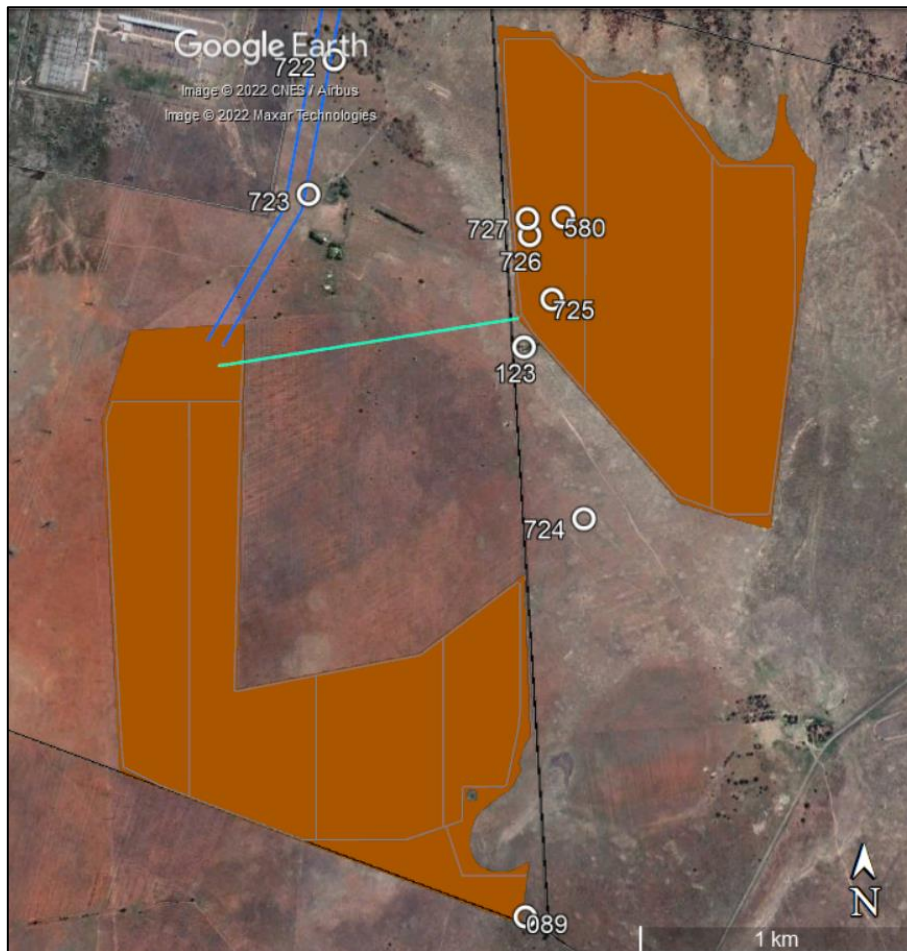 Google Earth
722
Image © 2022 CNES / Airbus
Image © 2022 Maxar Technologies
723
727
580
726
725
123
724
089
1 km
N